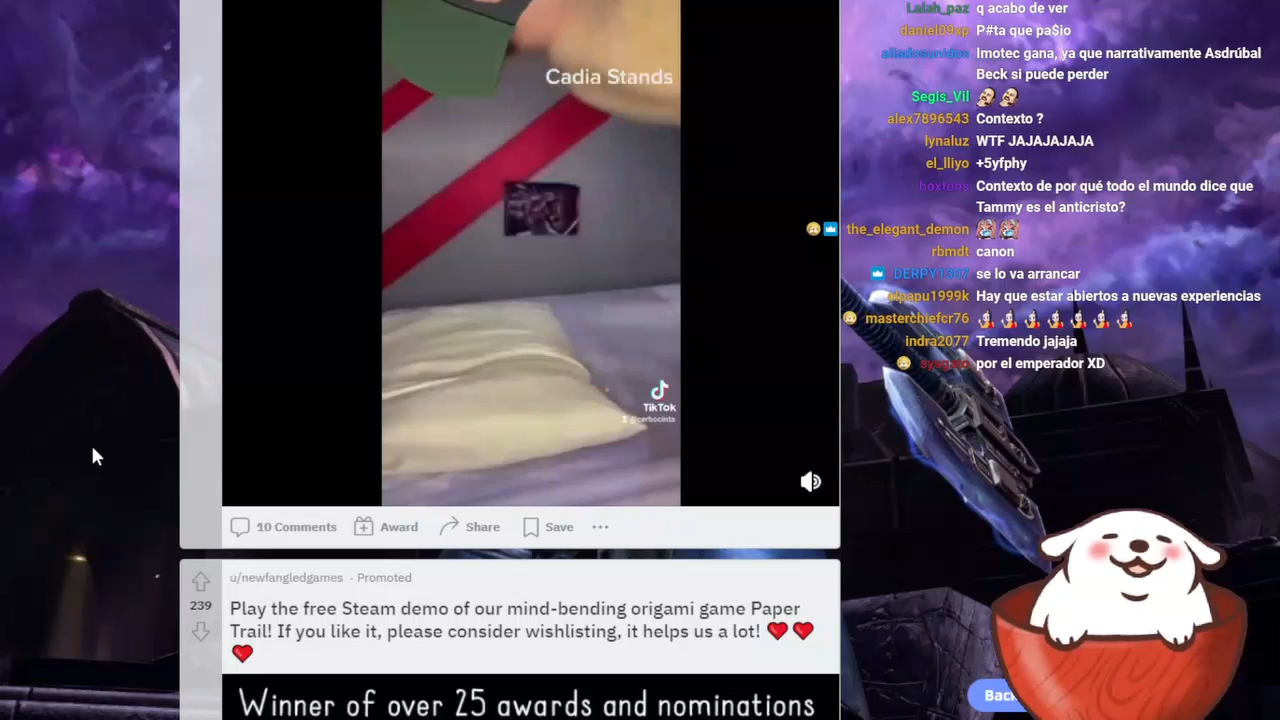 Cadia Stands
TikTok
@cerbocinta
10 Comments
Award
Share
Save
u/newfangledgames · Promoted
239
Play the free Steam demo of our mind-bending origami game Paper
Trail! If you like it, please consider wishlisting, it helps us a lot!
Winner of over 25 awards and nominations
Lalah_paz q acabo de ver
daniel09xp P#ta que pa$io
aliadosunidos Imotec gana, ya que narrativamente Asdrúbal
Beck si puede perder
Segis_Vil
alex7896543 Contexto ?
lynaluz WTF JAJAJAJAJA
el_lliyo +5yfphy
Contexto de por qué todo el mundo dice que
Tammy es el anticristo?
the_elegant_demon
rbmdt canon
DERPY1307 se lo va arrancar
elpapu1999k Hay que estar abiertos a nuevas experiencias
masterchiefcr76
indra2077 Tremendo jajaja
por el emperador XD
Back